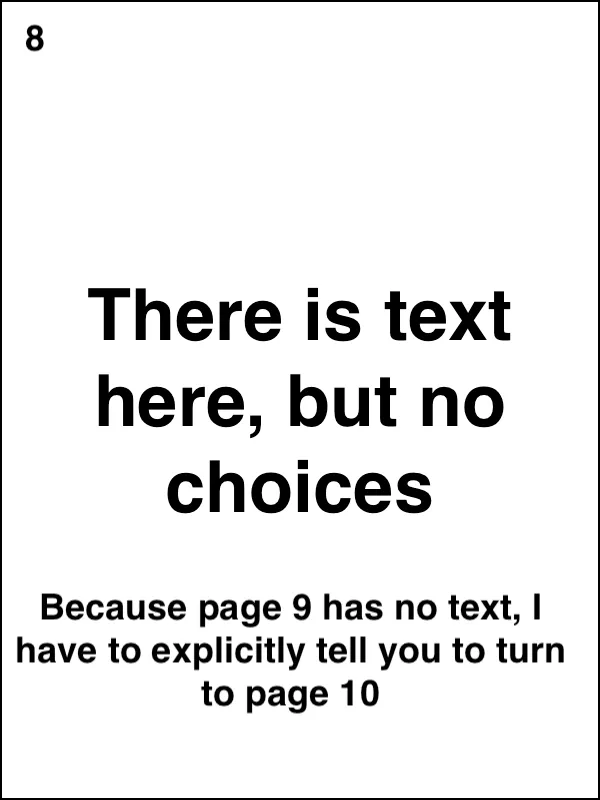 8
There is text
here, but no
choices
Because page 9 has no text, I
have to explicitly tell you to turn
to page 10